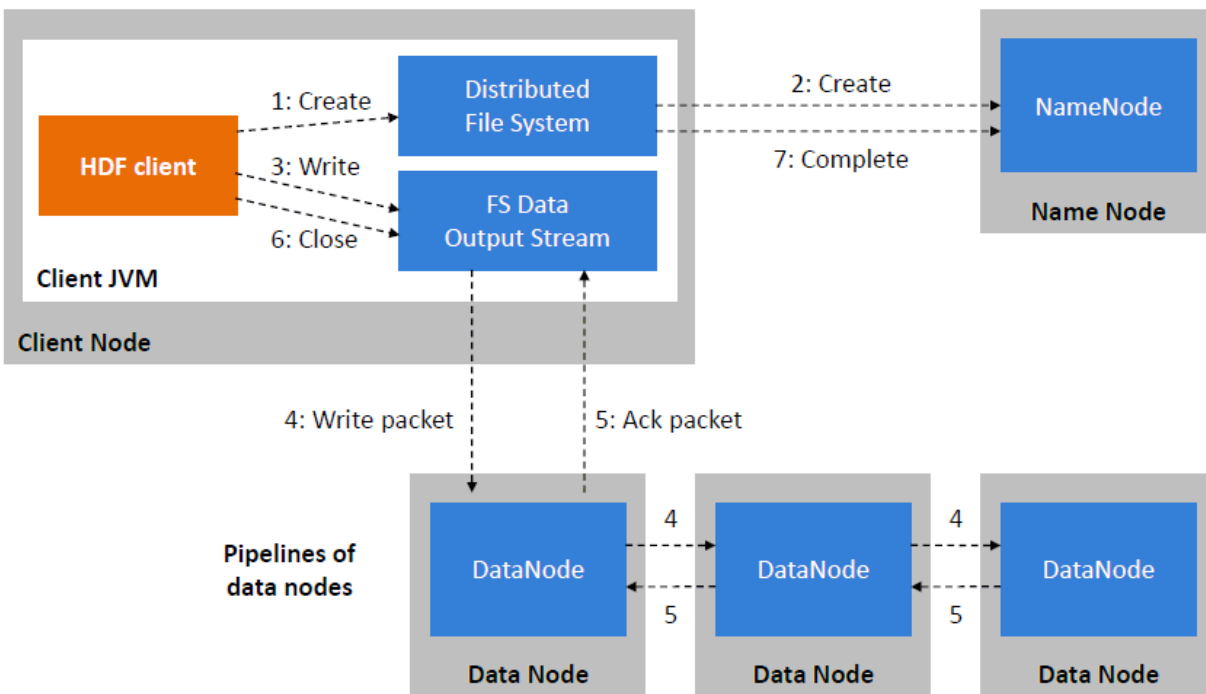 1: Create
Distributed
File System
2: Create
NameNode
HDF client
3: Write
7: Complete
FS Data
Output Stream
6: Close
Name Node
Client JVM
Client Node
4: Write packet
5: Ack packet
4
4
Pipelines of
data nodes
DataNode
DataNode
DataNode
5
5
Data Node
Data Node
Data Node